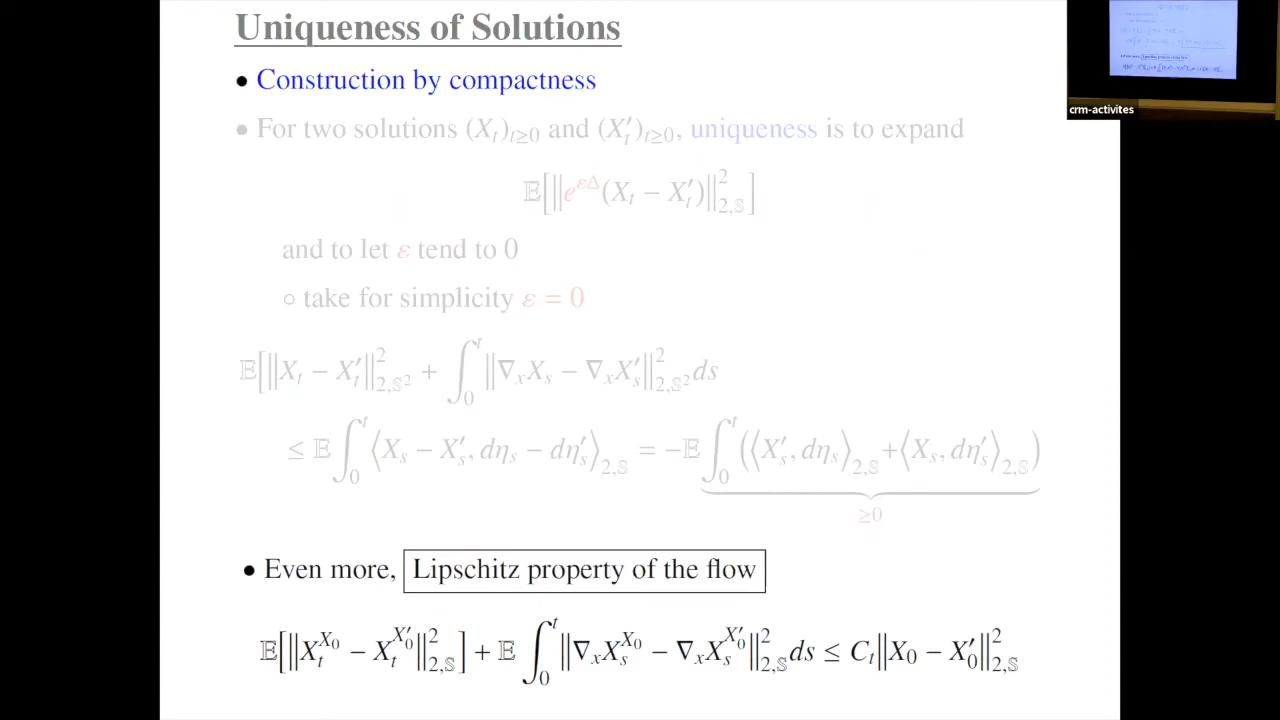 Uniqueness of Solutions
• Construction by compactness
• For two solutions (X_t)_{t≥0} and (X'_t)_{t≥0}, uniqueness is to expand
𝔼[‖e^{εΔ}(X_t − X'_t)‖²_{2,𝕊}]
and to let ε tend to 0
○ take for simplicity ε = 0
𝔼[‖X_t − X'_t‖²_{2,𝕊²} + ∫_0^t ‖∇_x X_s − ∇_x X'_s‖²_{2,𝕊²} ds
≤ 𝔼 ∫_0^t ⟨X_s − X'_s, dη_s − dη'_s⟩_{2,𝕊} = −𝔼 ∫_0^t (⟨X'_s, dη_s⟩_{2,𝕊} + ⟨X_s, dη'_s⟩_{2,𝕊})
≥0
• Even more, Lipschitz property of the flow
𝔼[‖X_t^{X_0} − X_t^{X'_0}‖²_{2,𝕊}] + 𝔼 ∫_0^t ‖∇_x X_s^{X_0} − ∇_x X_s^{X'_0}‖²_{2,𝕊} ds ≤ C_t ‖X_0 − X'_0‖²_{2,𝕊}
crm-activites